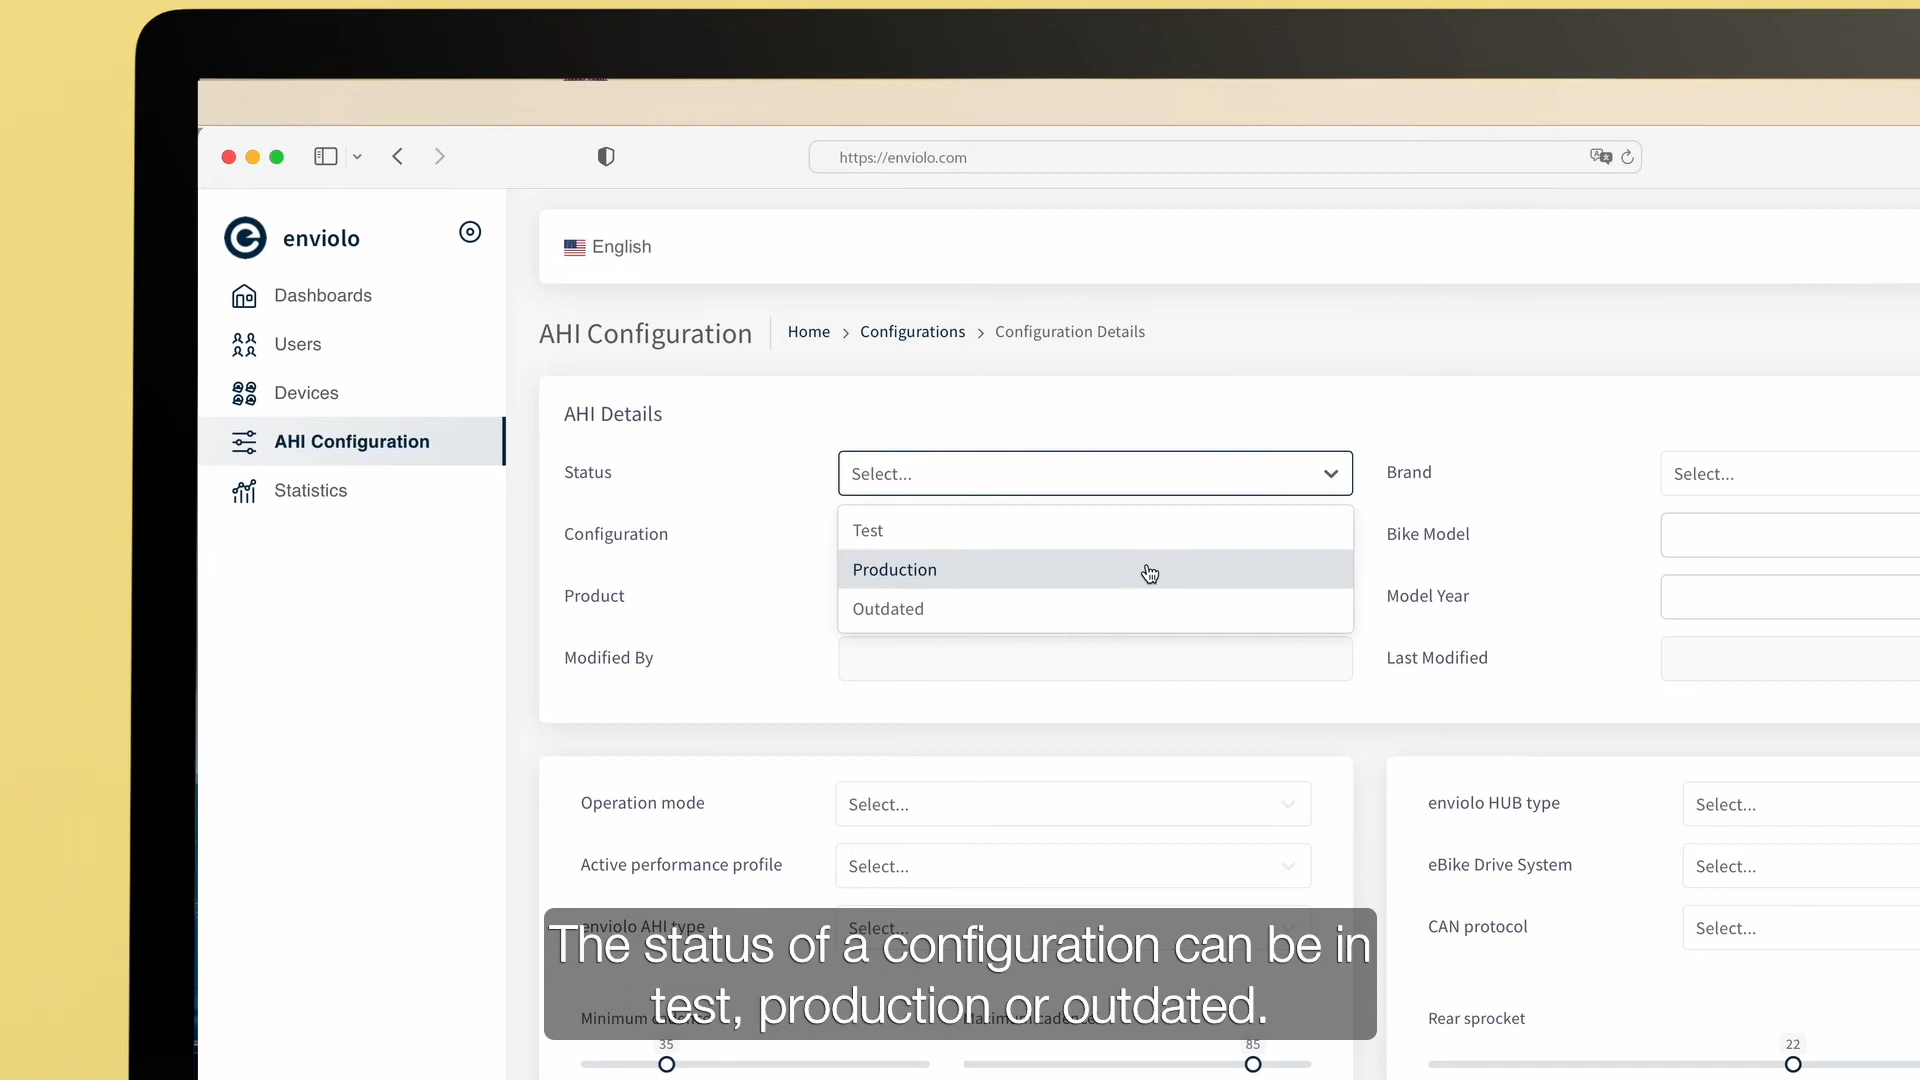 https://enviolo.com
enviolo
English
Dashboards
Users
Devices
AHI Configuration
Statistics
AHI Configuration
Home > Configurations > Configuration Details
AHI Details
Status
Select...
Brand
Select...
Test
Configuration
Bike Model
Production
Product
Outdated
Model Year
Modified By
Last Modified
Operation mode
Select...
enviolo HUB type
Select...
Active performance profile
Select...
eBike Drive System
Select...
enviolo AHI type
Select...
CAN protocol
Select...
The status of a configuration can be in
test, production or outdated.
Minimum
Rear sprocket
35
85
22